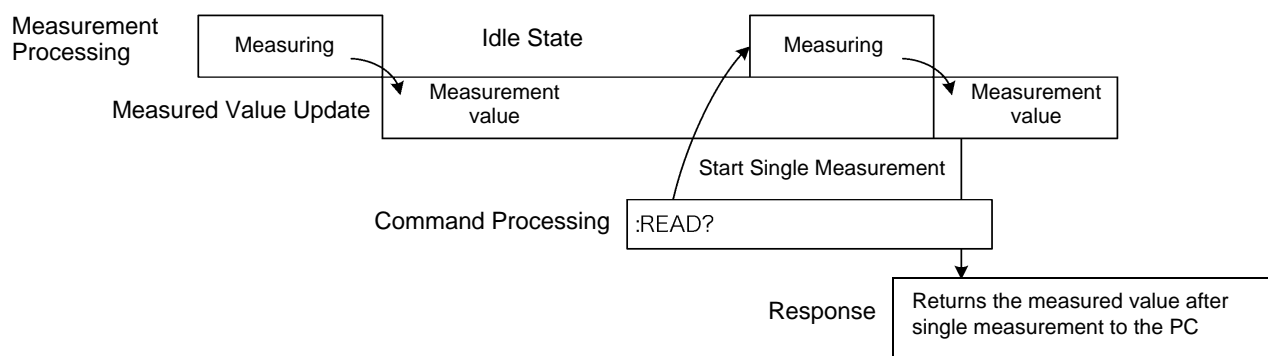 Measurement
Processing
Measuring
Idle State
Measuring
Measured Value Update
Measurement
value
Measurement
value
Start Single Measurement
Command Processing
:READ?
Response
Returns the measured value after
single measurement to the PC